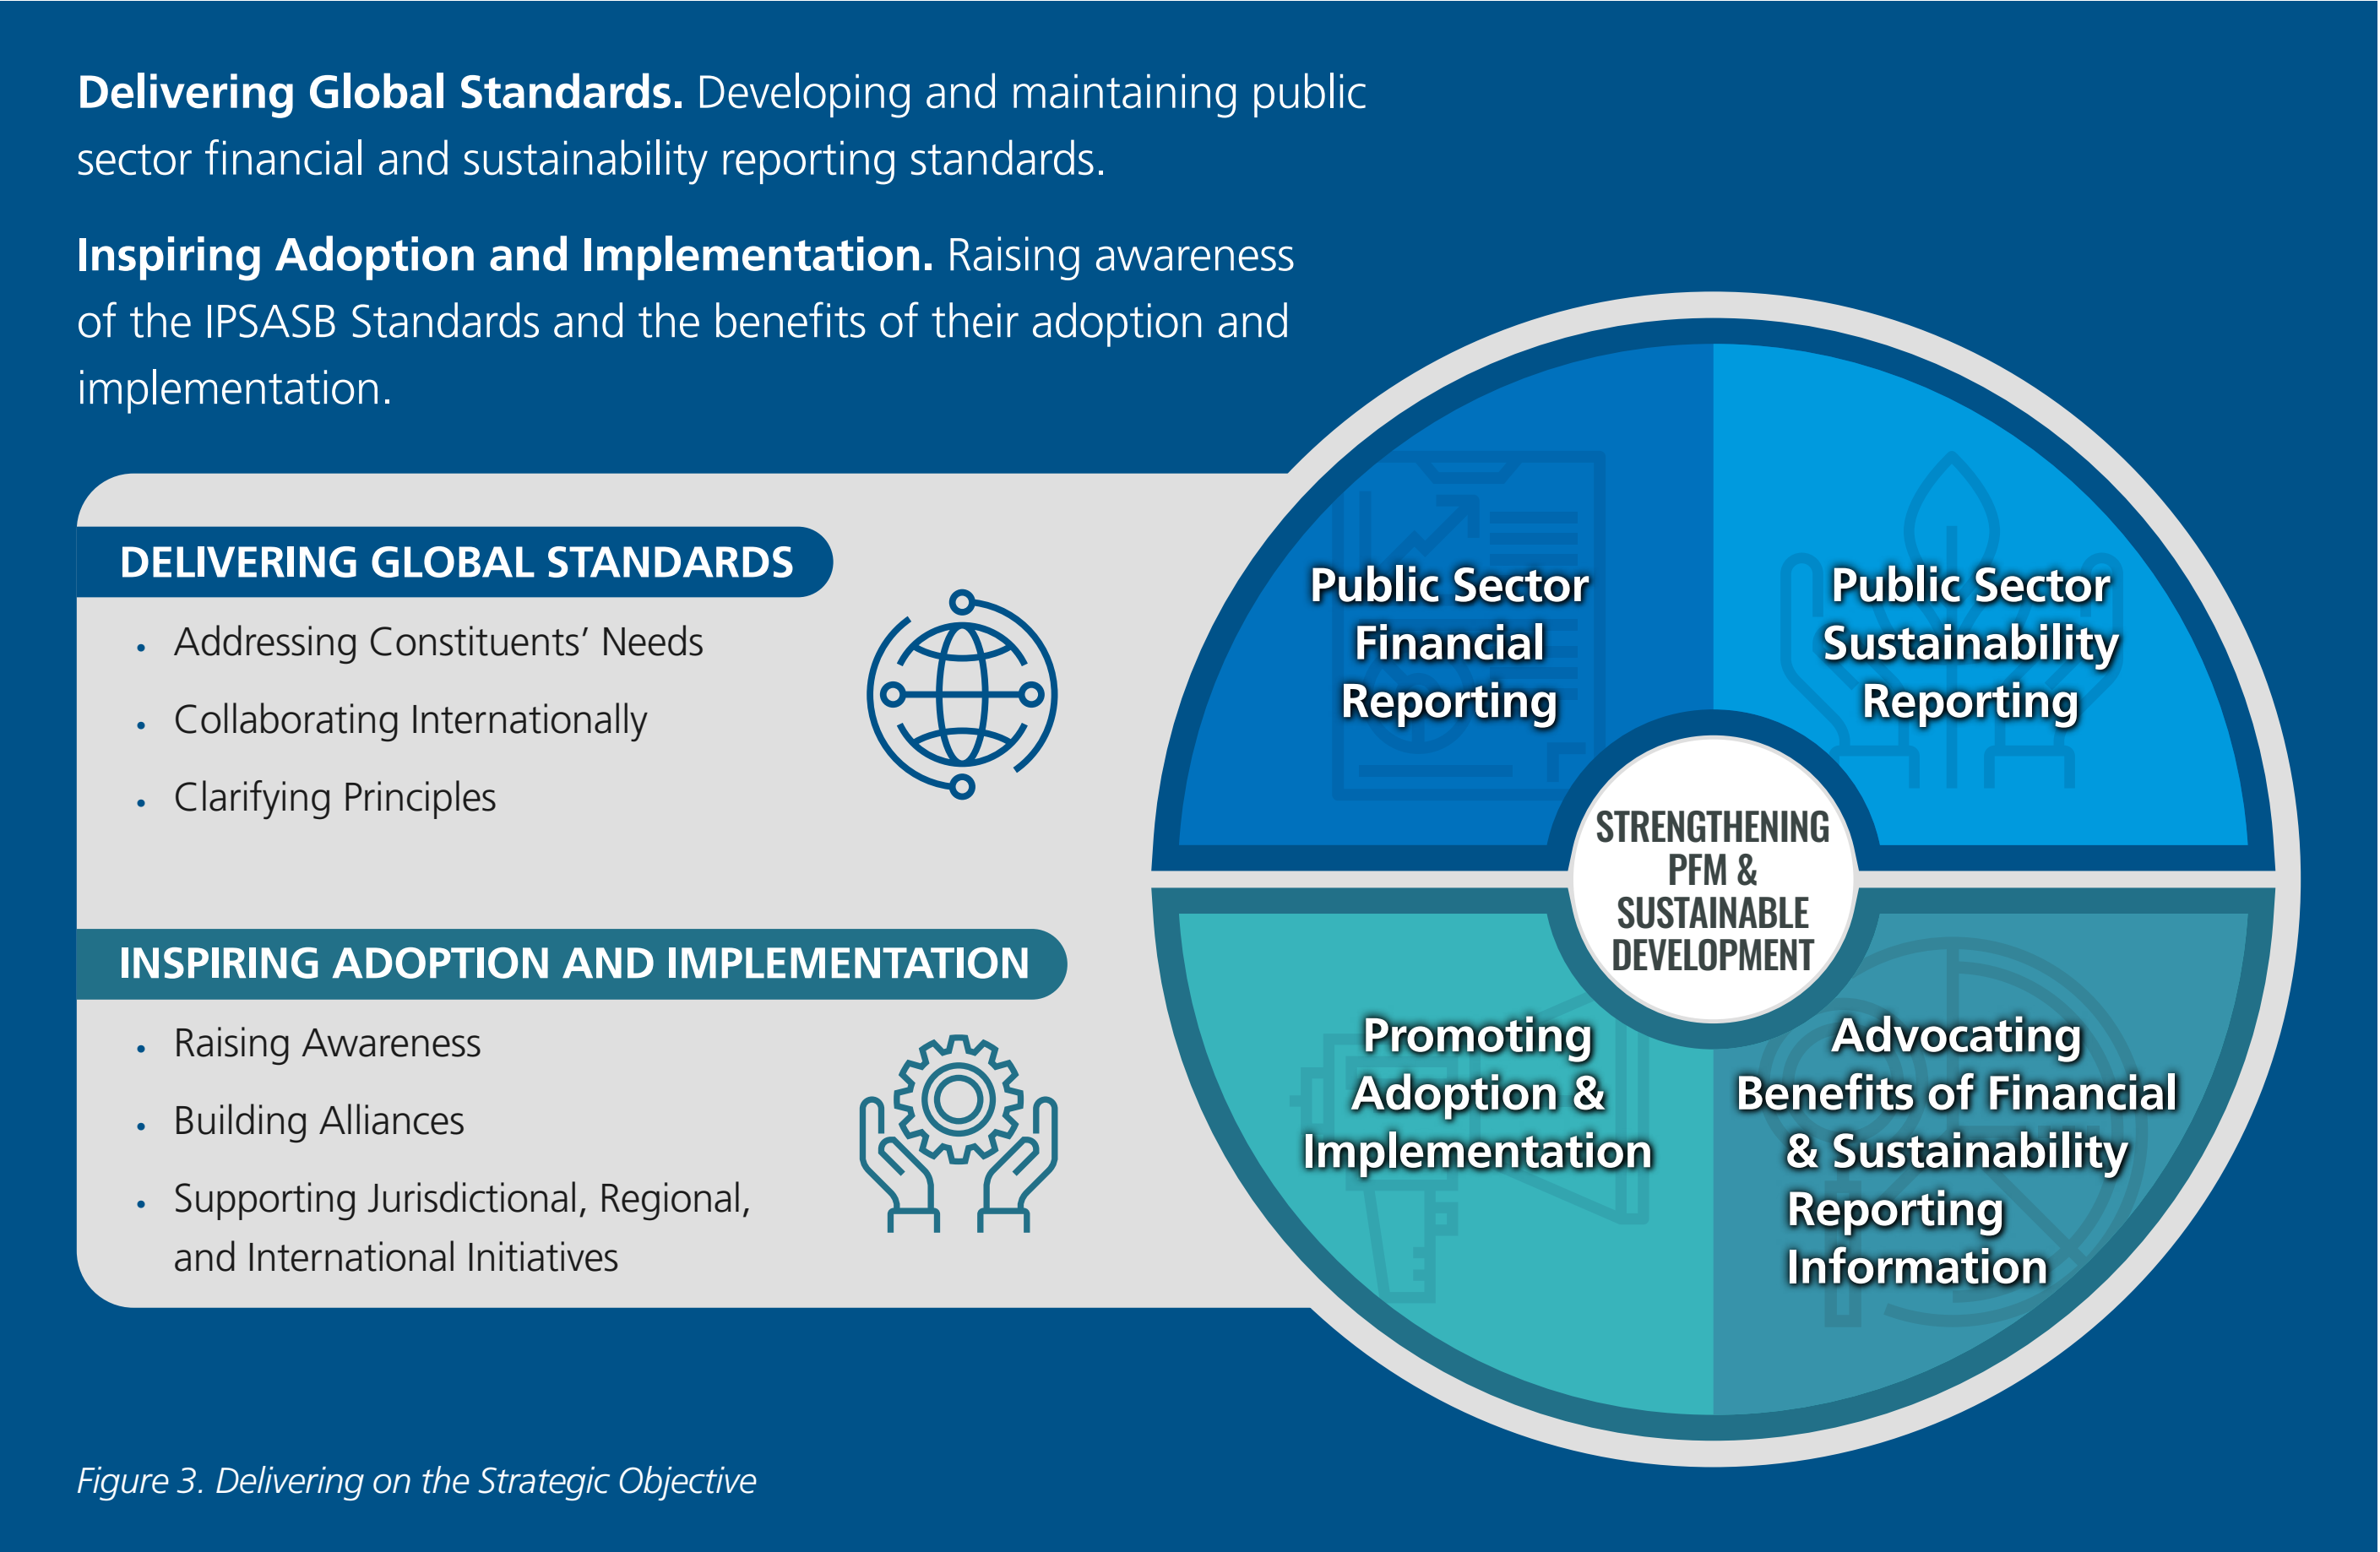 Delivering Global Standards. Developing and maintaining public
sector financial and sustainability reporting standards.
Inspiring Adoption and Implementation. Raising awareness
of the IPSASB Standards and the benefits of their adoption and
implementation.
DELIVERING GLOBAL STANDARDS
• Addressing Constituents’ Needs
• Collaborating Internationally
• Clarifying Principles
INSPIRING ADOPTION AND IMPLEMENTATION
• Raising Awareness
• Building Alliances
• Supporting Jurisdictional, Regional,
and International Initiatives
Public Sector
Financial
Reporting
Public Sector
Sustainability
Reporting
STRENGTHENING
PFM &
SUSTAINABLE
DEVELOPMENT
Promoting
Adoption &
Implementation
Advocating
Benefits of Financial
& Sustainability
Reporting
Information
Figure 3. Delivering on the Strategic Objective